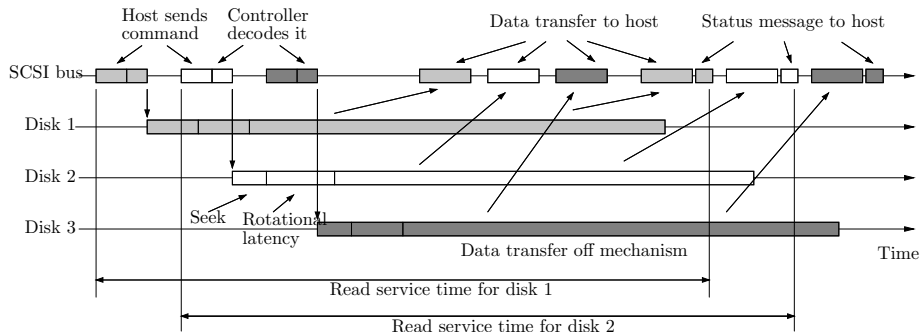 Host sends
command
Controller
decodes it
Data transfer to host
Status message to host
SCSI bus
Disk 1
Disk 2
Seek
Rotational
latency
Disk 3
Data transfer off mechanism
Time
Read service time for disk 1
Read service time for disk 2